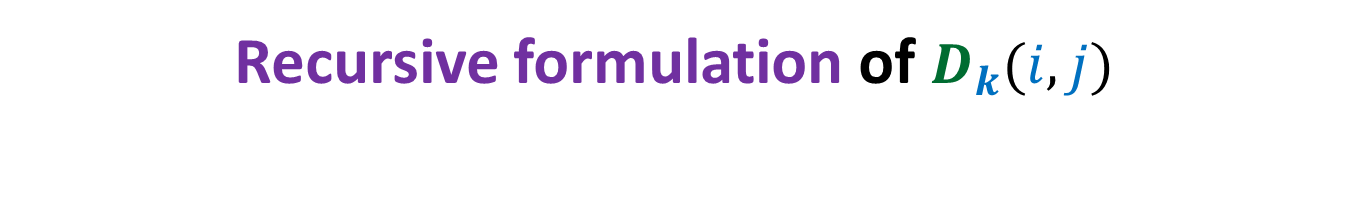 Recursive formulation of D_k(i, j)